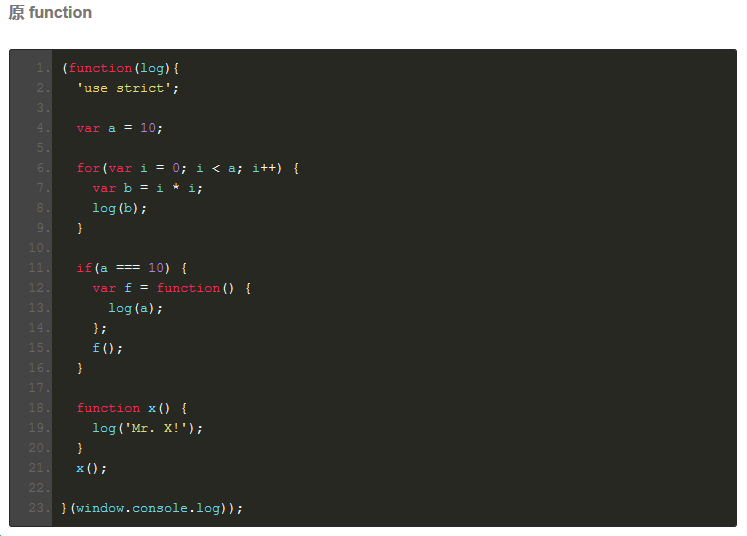 原 function
1. (function(log){
2.   'use strict';
3.
4.   var a = 10;
5.
6.   for(var i = 0; i < a; i++) {
7.     var b = i * i;
8.     log(b);
9.   }
10.
11.   if(a === 10) {
12.     var f = function() {
13.       log(a);
14.     };
15.     f();
16.   }
17.
18.   function x() {
19.     log('Mr. X!');
20.   }
21.   x();
22.
23. }(window.console.log));